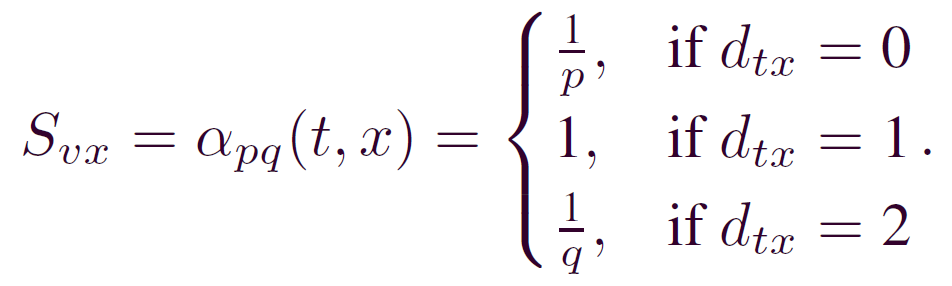 $S_{vx} = \alpha_{pq}(t, x) = \begin{cases} \frac{1}{p}, & \text{if } d_{tx} = 0 \\ 1, & \text{if } d_{tx} = 1 \\ \frac{1}{q}, & \text{if } d_{tx} = 2 \end{cases}.$